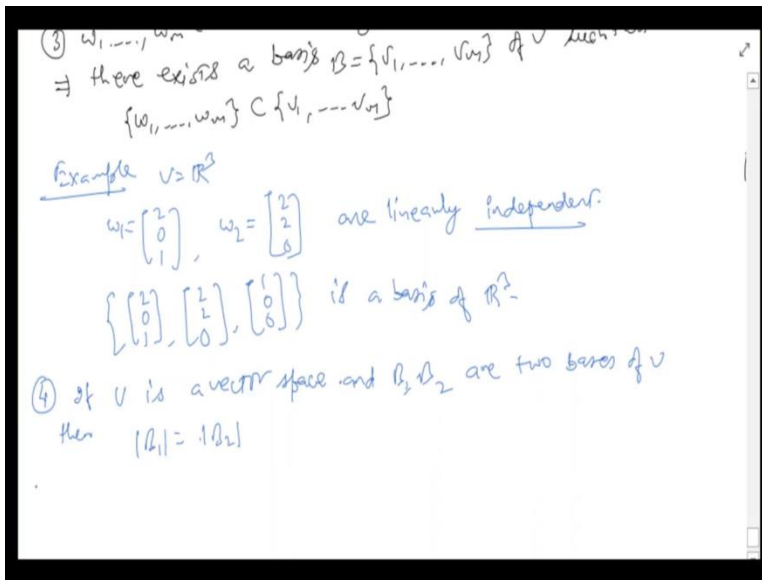 ③ w₁, ..., wₘ
⇒ there exists a basis B = {v₁, ..., vₙ} of V such
{w₁, ..., wₘ} ⊂ {v₁, ... vₙ}
Example V = ℝ³
w₁ = [2 0 1], w₂ = [2 2 0] are linearly independent.
{[2 0 1], [2 2 0], [1 0 0]} is a basis of ℝ³.
④ If V is a vector space and B₁, B₂ are two bases of V
then |B₁| = |B₂|